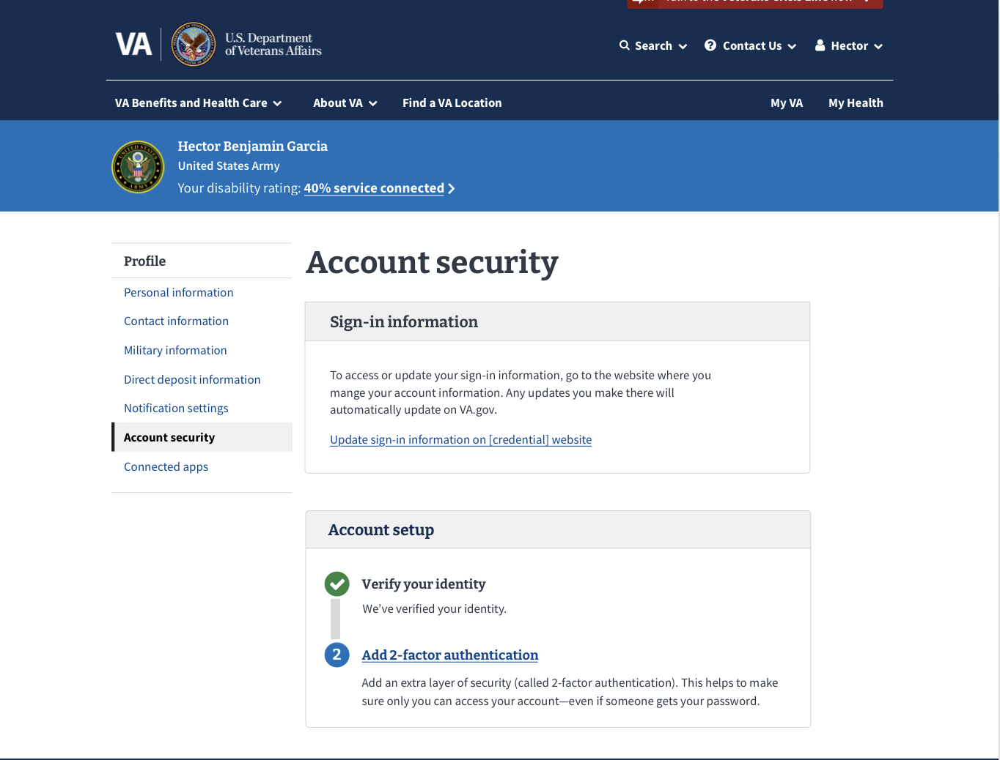 Talk to the Veterans Crisis Line now
VA
U.S. Department
of Veterans Affairs
Search
Contact Us
Hector
VA Benefits and Health Care
About VA
Find a VA Location
My VA
My Health
Hector Benjamin Garcia
United States Army
Your disability rating: 40% service connected
Profile
Personal information
Contact information
Military information
Direct deposit information
Notification settings
Account security
Connected apps
Account security
Sign-in information
To access or update your sign-in information, go to the website where you
mange your account information. Any updates you make there will
automatically update on VA.gov.
Update sign-in information on [credential] website
Account setup
Verify your identity
We’ve verified your identity.
2
Add 2-factor authentication
Add an extra layer of security (called 2-factor authentication). This helps to make
sure only you can access your account—even if someone gets your password.